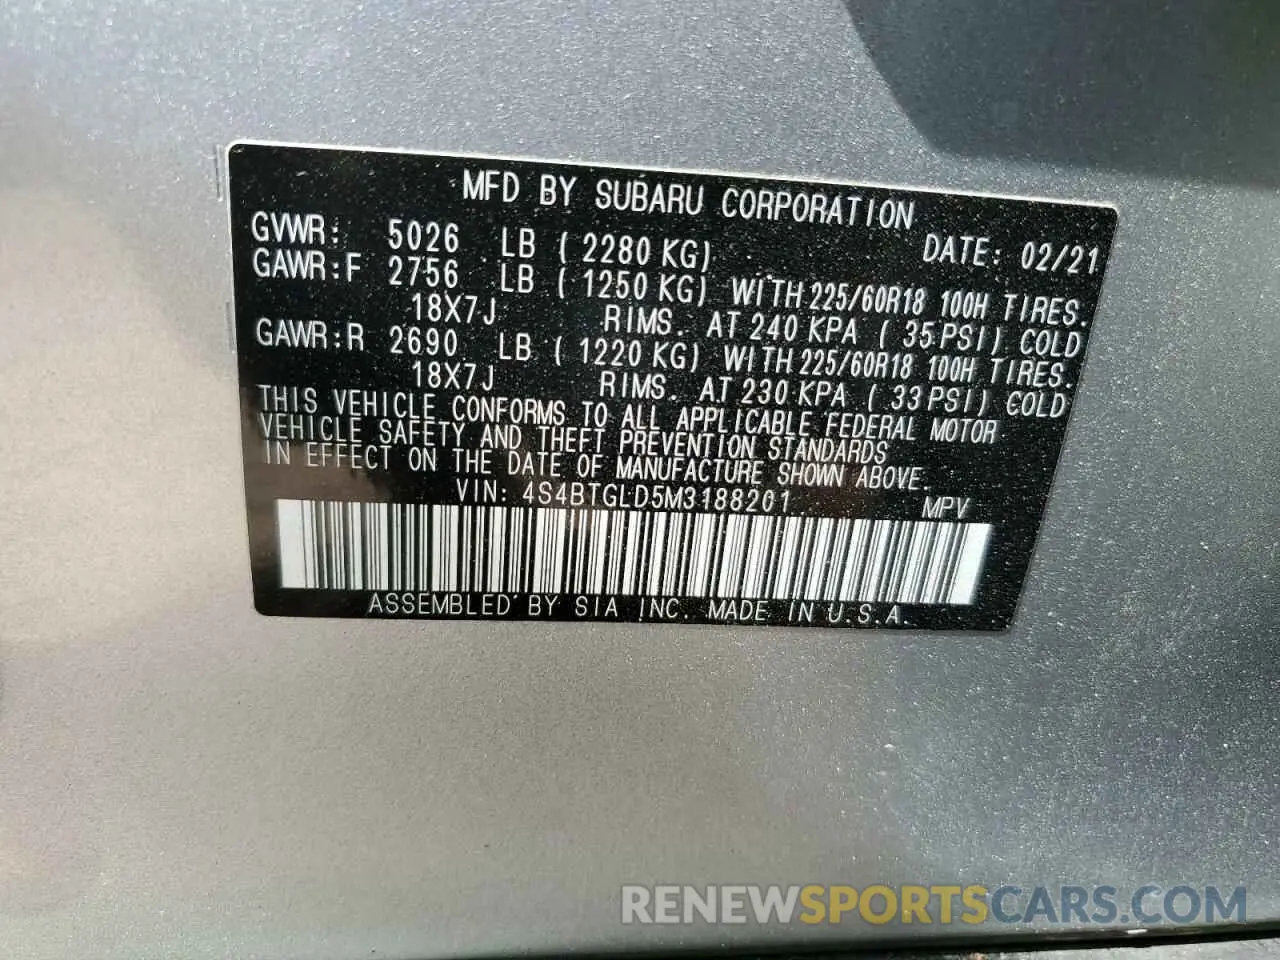 MFD BY SUBARU CORPORATION
GVWR: 5026 LB ( 2280 KG) DATE: 02/21
GAWR:F 2756 LB ( 1250 KG) WITH 225/60R18 100H TIRES.
18X7J RIMS. AT 240 KPA ( 35 PSI) COLD
GAWR:R 2690 LB ( 1220 KG) WITH 225/60R18 100H TIRES.
18X7J RIMS. AT 230 KPA ( 33 PSI) COLD
THIS VEHICLE CONFORMS TO ALL APPLICABLE FEDERAL MOTOR
VEHICLE SAFETY AND THEFT PREVENTION STANDARDS
IN EFFECT ON THE DATE OF MANUFACTURE SHOWN ABOVE.
VIN: 4S4BTGLD5M3188201 MPV
ASSEMBLED BY SIA INC. MADE IN U.S.A.
RENEWSPORTSCARS.COM